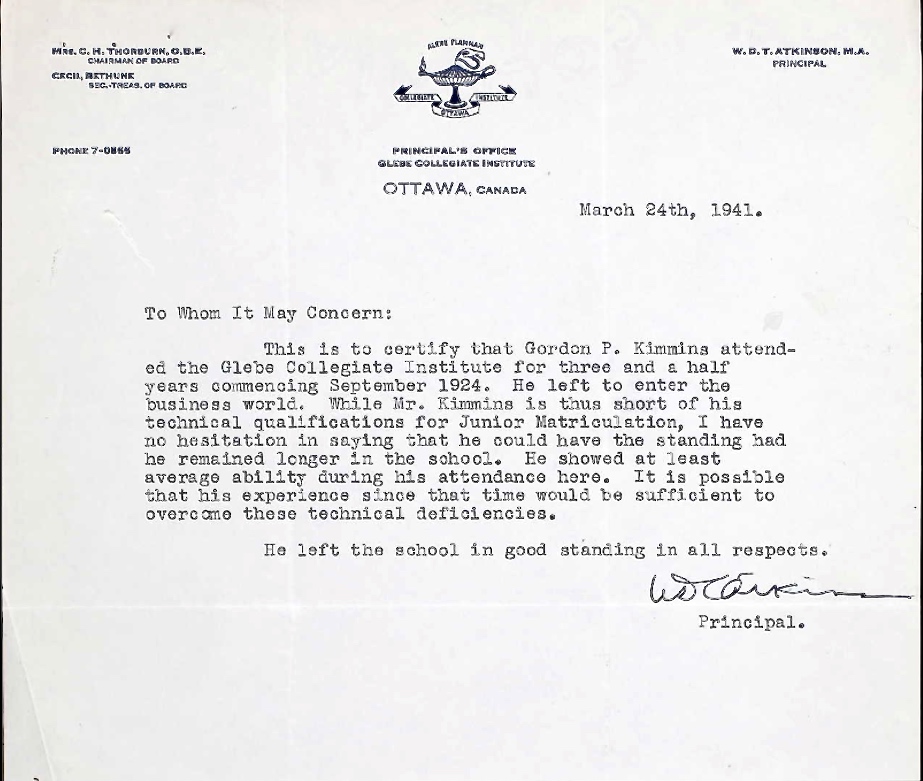 Mrs. C. H. THORBURN, O.B.E.
CHAIRMAN OF BOARD
CECIL BETHUNE
SEC.-TREAS. OF BOARD
W. D. T. ATKINSON, M.A.
PRINCIPAL
ALERE FLAMMAM
COLLEGIATE INSTITUTE
OTTAWA
PHONE
PRINCIPAL'S OFFICE
GLEBE COLLEGIATE INSTITUTE
OTTAWA, CANADA
March 24th, 1941.
To Whom It May Concern:
This is to certify that Gordon P. Kimmins attend-
ed the Glebe Collegiate Institute for three and a half
years commencing September 1924. He left to enter the
business world. While Mr. Kimmins is thus short of his
technical qualifications for Junior Matriculation, I have
no hesitation in saying that he could have the standing had
he remained longer in the school. He showed at least
average ability during his attendance here. It is possible
that his experience since that time would be sufficient to
overcome these technical deficiencies.
He left the school in good standing in all respects.
Principal.